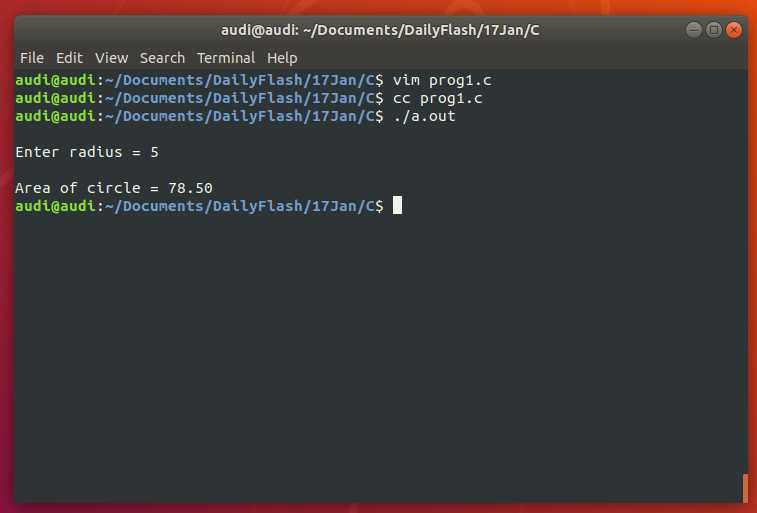 audi@audi: ~/Documents/DailyFlash/17Jan/C
File Edit View Search Terminal Help
audi@audi:~/Documents/DailyFlash/17Jan/C$ vim prog1.c
audi@audi:~/Documents/DailyFlash/17Jan/C$ cc prog1.c
audi@audi:~/Documents/DailyFlash/17Jan/C$ ./a.out
Enter radius = 5
Area of circle = 78.50
audi@audi:~/Documents/DailyFlash/17Jan/C$